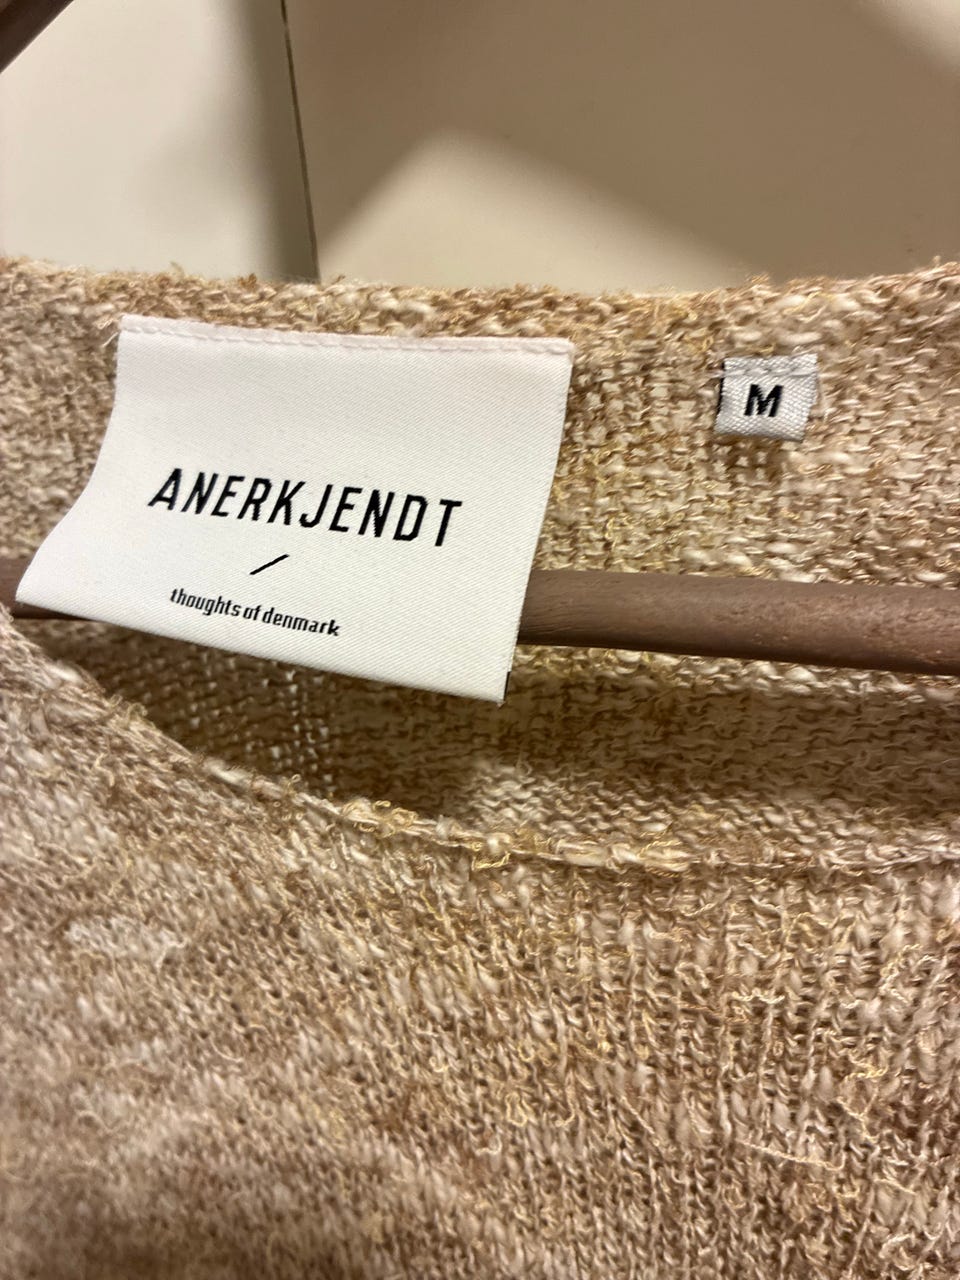 ANERKJENDT
thoughts of denmark
M